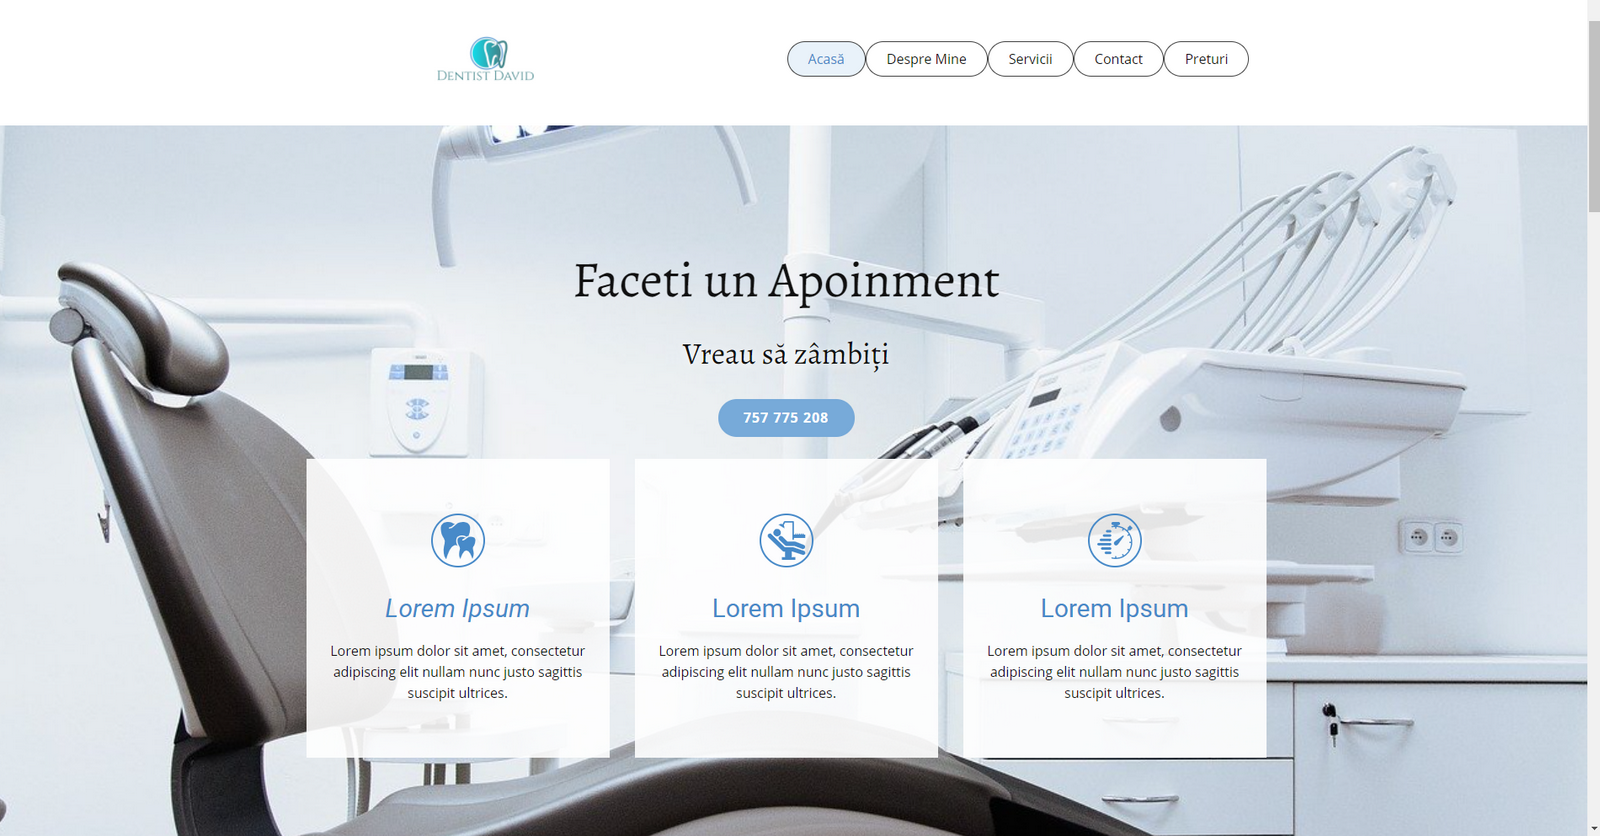 DENTIST DAVID
Acasă
Despre Mine
Servicii
Contact
Preturi
Faceti un Apoinment
Vreau să zâmbiți
757 775 208
Lorem Ipsum
Lorem ipsum dolor sit amet, consectetur
adipiscing elit nullam nunc justo sagittis
suscipit ultrices.
Lorem Ipsum
Lorem ipsum dolor sit amet, consectetur
adipiscing elit nullam nunc justo sagittis
suscipit ultrices.
Lorem Ipsum
Lorem ipsum dolor sit amet, consectetur
adipiscing elit nullam nunc justo sagittis
suscipit ultrices.